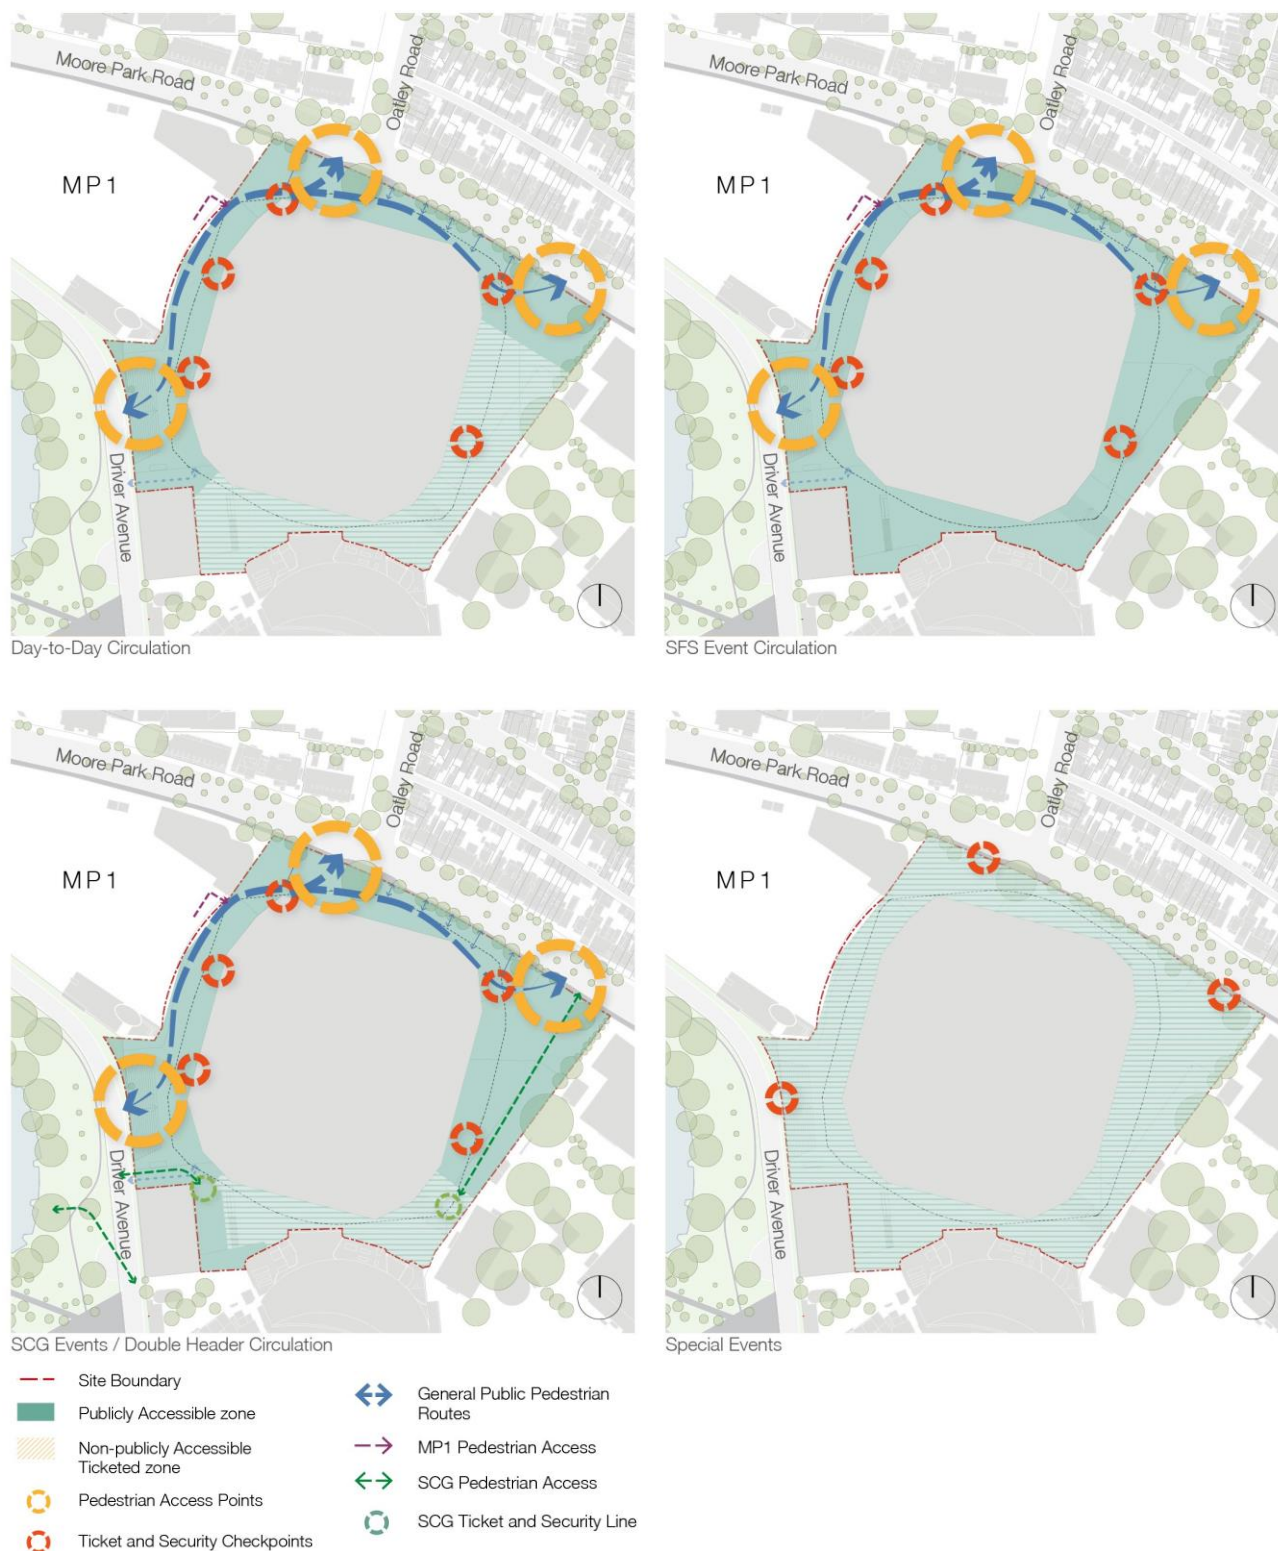 Moore Park Road
Oatley Road
MP1
Driver Avenue
Day-to-Day Circulation
Moore Park Road
Oatley Road
MP1
Driver Avenue
SFS Event Circulation
Moore Park Road
Oatley Road
MP1
Driver Avenue
SCG Events / Double Header Circulation
Moore Park Road
Oatley Road
MP1
Driver Avenue
Special Events
Site Boundary
Publicly Accessible zone
Non-publicly Accessible
Ticketed zone
Pedestrian Access Points
Ticket and Security Checkpoints
General Public Pedestrian
Routes
MP1 Pedestrian Access
SCG Pedestrian Access
SCG Ticket and Security Line